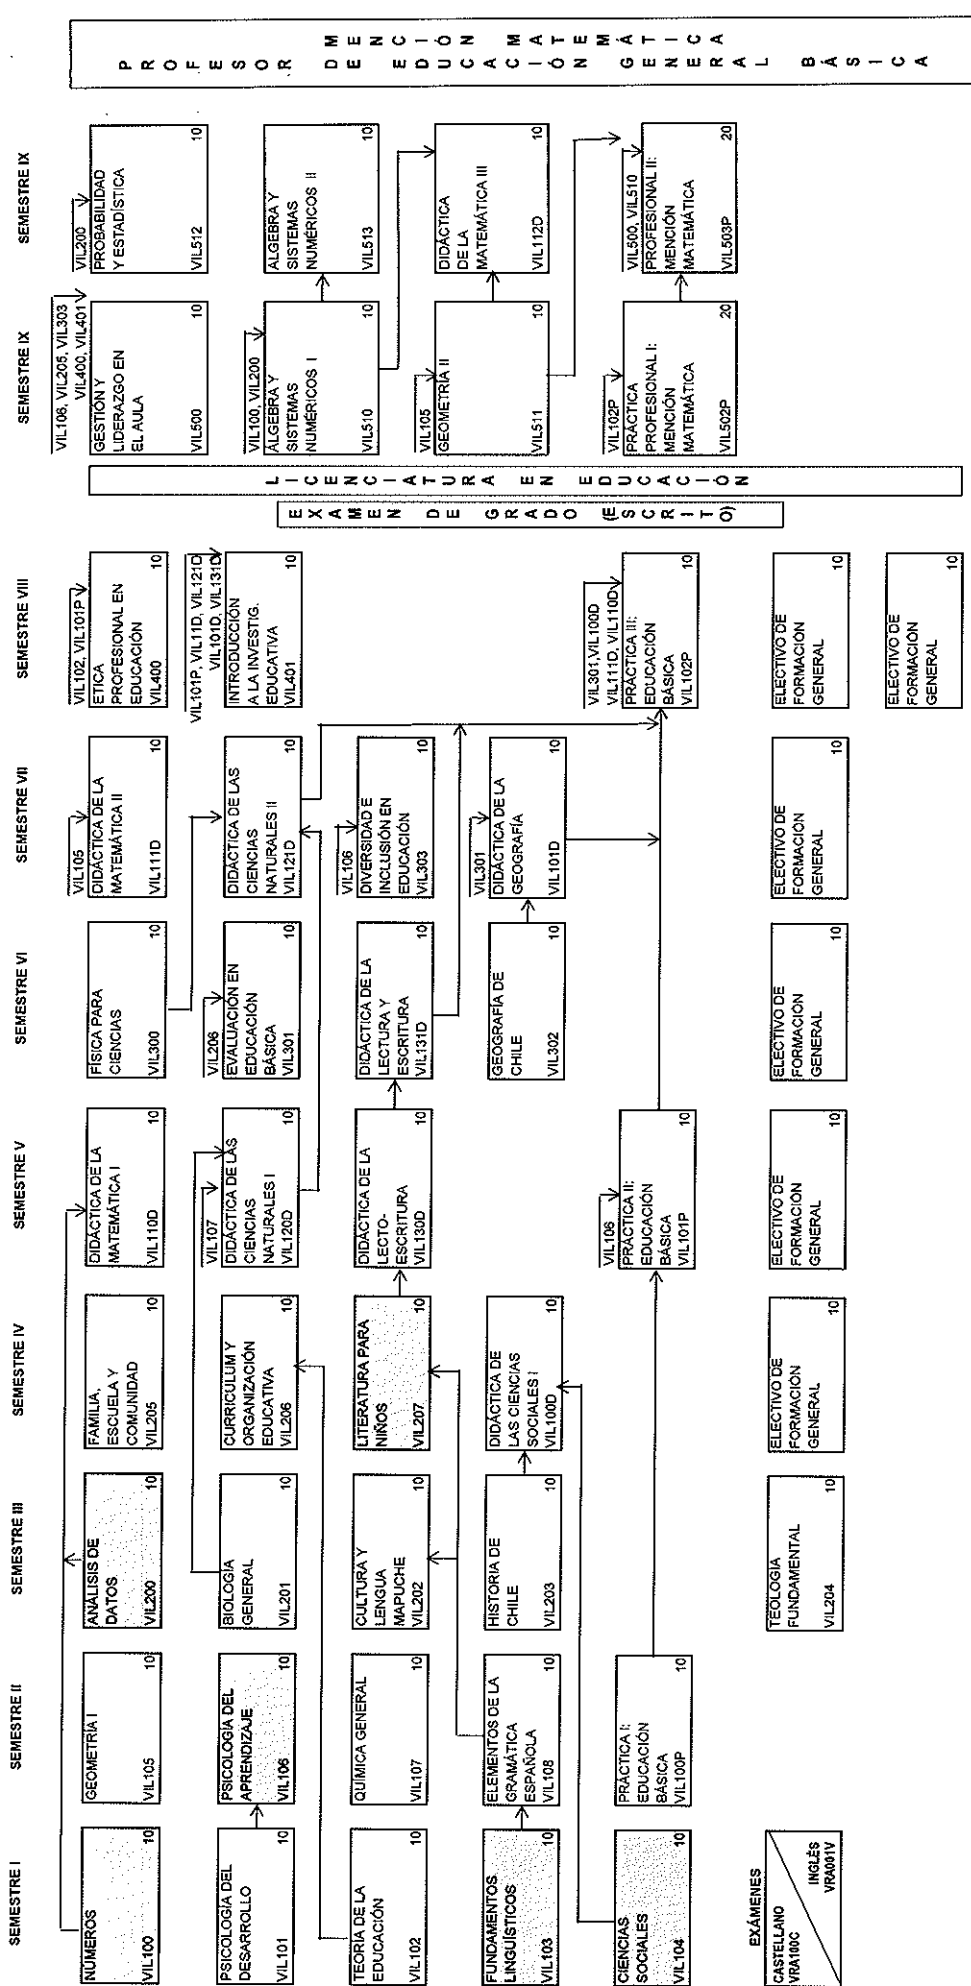 SEMESTRE I
NÚMEROS
VIL100
10
PSICOLOGÍA DEL
DESARROLLO
VIL101
10
TEORÍA DE LA
EDUCACIÓN
VIL102
10
FUNDAMENTOS
LINGÜÍSTICOS
VIL103
10
CIENCIAS
SOCIALES
VIL104
10
EXÁMENES
CASTELLANO
VRA100C
INGLÉS
VRA001V
SEMESTRE II
GEOMETRÍA I
VIL105
10
PSICOLOGÍA DEL
APRENDIZAJE
VIL106
10
QUÍMICA GENERAL
VIL107
10
ELEMENTOS DE LA
GRAMÁTICA
ESPAÑOLA
VIL108
10
PRÁCTICA I:
EDUCACIÓN
BÁSICA
VIL100P
10
SEMESTRE III
ANÁLISIS DE
DATOS
VIL200
10
BIOLOGÍA
GENERAL
VIL201
10
CULTURA Y
LENGUA
MAPUCHE
VIL202
10
HISTORIA DE
CHILE
VIL203
10
TEOLOGÍA
FUNDAMENTAL
VIL204
10
SEMESTRE IV
FAMILIA,
ESCUELA Y
COMUNIDAD
VIL205
10
CURRICULUM Y
ORGANIZACIÓN
EDUCATIVA
VIL206
10
LITERATURA PARA
NIÑOS
VIL207
10
DIDÁCTICA DE
LAS CIENCIAS
SOCIALES I
VIL100D
10
ELECTIVO DE
FORMACIÓN
GENERAL
10
SEMESTRE V
DIDÁCTICA DE LA
MATEMÁTICA I
VIL110D
10
VIL107
DIDÁCTICA DE LAS
CIENCIAS
NATURALES I
VIL120D
10
DIDÁCTICA DE LA
LECTO-
ESCRITURA
VIL130D
10
VIL106
PRÁCTICA II:
EDUCACIÓN
BÁSICA
VIL101P
10
ELECTIVO DE
FORMACIÓN
GENERAL
10
SEMESTRE VI
FÍSICA PARA
CIENCIAS
VIL300
10
VIL206
EVALUACIÓN EN
EDUCACIÓN
BÁSICA
VIL301
10
DIDÁCTICA DE LA
LECTURA Y
ESCRITURA
VIL131D
10
GEOGRAFÍA DE
CHILE
VIL302
10
ELECTIVO DE
FORMACIÓN
GENERAL
10
SEMESTRE VII
VIL105
DIDÁCTICA DE LA
MATEMÁTICA II
VIL111D
10
DIDÁCTICA DE LAS
CIENCIAS
NATURALES II
VIL121D
10
VIL106
DIVERSIDAD E
INCLUSIÓN EN
EDUCACIÓN
VIL303
10
VIL301
DIDÁCTICA DE LA
GEOGRAFÍA
VIL101D
10
ELECTIVO DE
FORMACIÓN
GENERAL
10
SEMESTRE VIII
VIL102, VIL101P
ETICA
PROFESIONAL EN
EDUCACIÓN
VIL400
10
VIL101P, VIL11D, VIL121D
VIL101D, VIL131D
INTRODUCCIÓN
A LA INVESTIG.
EDUCATIVA
VIL401
10
VIL301,VIL100D
VIL111D, VIL110D
PRÁCTICA III:
EDUCACIÓN
BÁSICA
VIL102P
10
ELECTIVO DE
FORMACIÓN
GENERAL
10
ELECTIVO DE
FORMACIÓN
GENERAL
10
EXAMEN DE GRADO (ESCRITO)
LICENCIATURA EN EDUCACIÓN
SEMESTRE IX
VIL106, VIL205, VIL303
VIL400, VIL401
GESTIÓN Y
LIDERAZGO EN
EL AULA
VIL500
10
VIL100, VIL200
ÁLGEBRA Y
SISTEMAS
NUMÉRICOS I
VIL510
10
VIL105
GEOMETRÍA II
VIL511
10
VIL102P
PRÁCTICA
PROFESIONAL I:
MENCIÓN
MATEMÁTICA
VIL502P
20
SEMESTRE IX
VIL200
PROBABILIDAD
Y ESTADÍSTICA
VIL512
10
ALGEBRA Y
SISTEMAS
NUMÉRICOS II
VIL513
10
DIDÁCTICA
DE LA
MATEMÁTICA III
VIL112D
10
VIL500, VIL510
PROFESIONAL II:
MENCIÓN
MATEMÁTICA
VIL503P
20
PROFESOR DE EDUCACIÓN GENERAL BÁSICA
MENCIÓN MATEMÁTICA